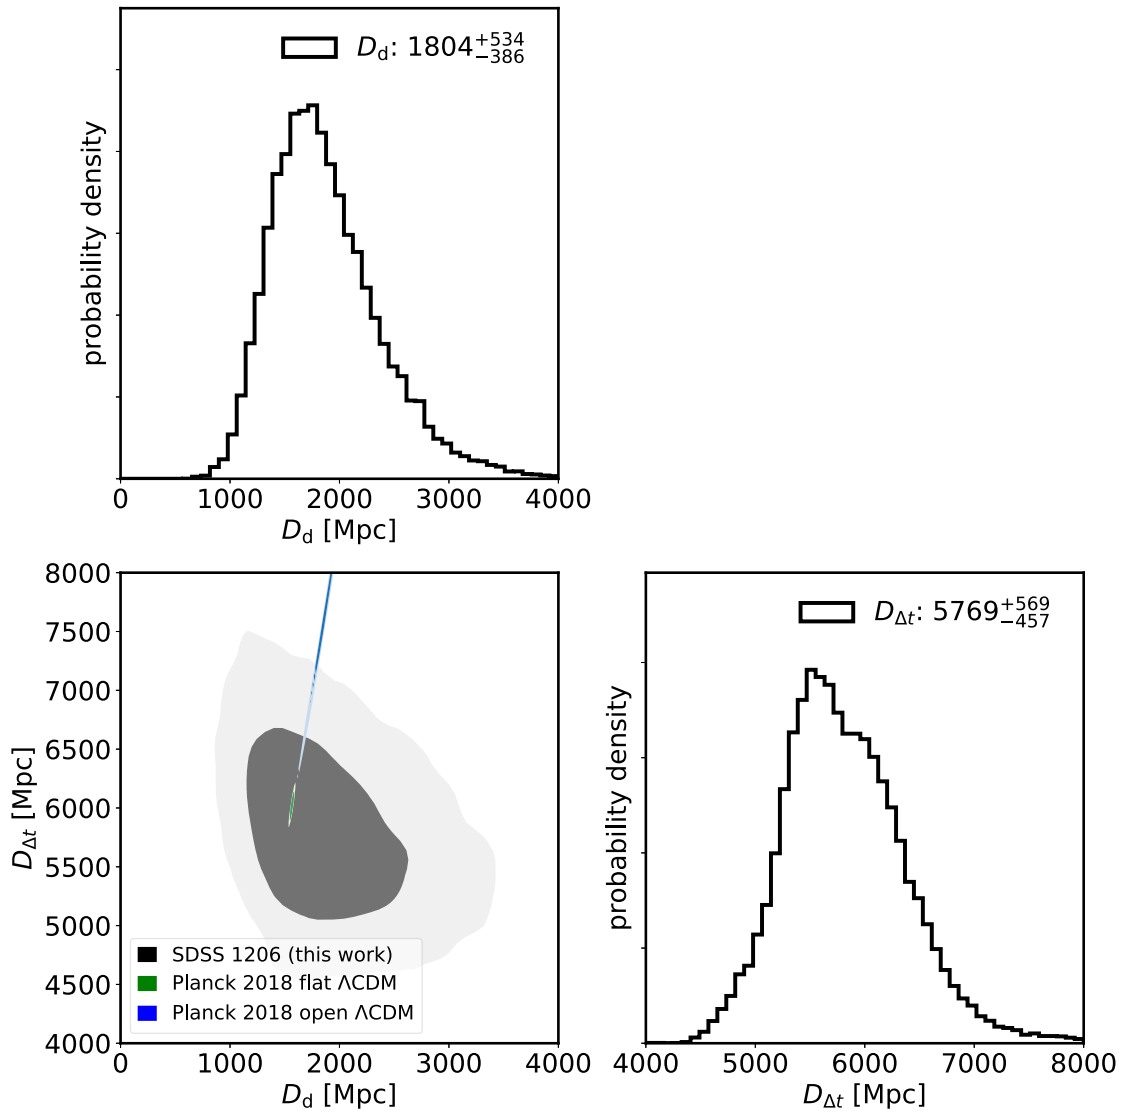 D_d: 1804^{+534}_{-386}
probability density
0 1000 2000 3000 4000
D_d [Mpc]
8000
7500
7000
6500
6000
5500
5000
4500
4000
D_{Δt} [Mpc]
SDSS 1206 (this work)
Planck 2018 flat ΛCDM
Planck 2018 open ΛCDM
0 1000 2000 3000 4000
D_d [Mpc]
D_{Δt}: 5769^{+569}_{-457}
probability density
4000 5000 6000 7000 8000
D_{Δt} [Mpc]